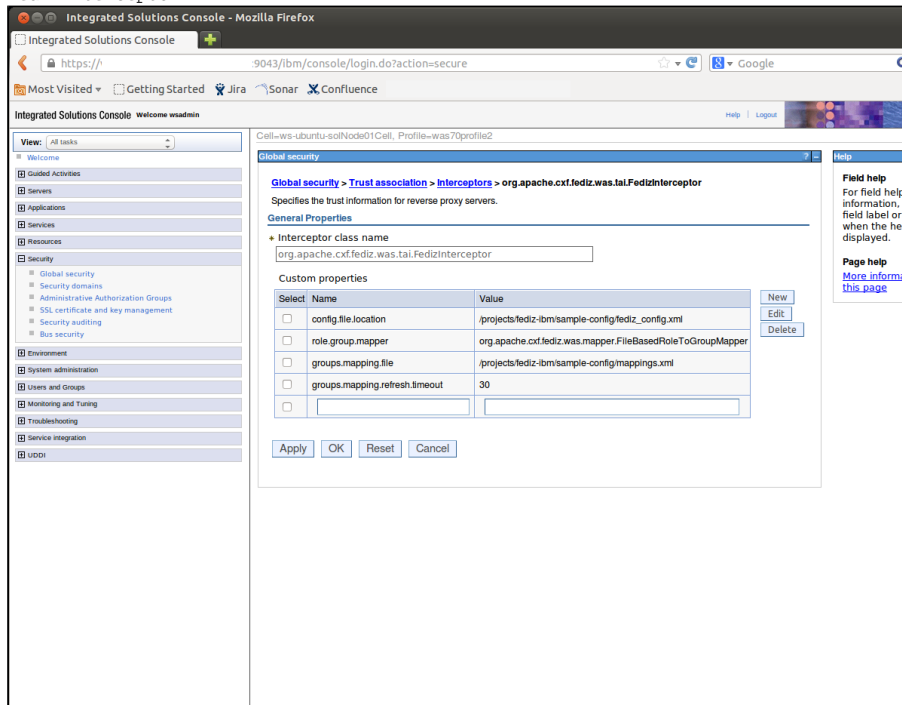 Integrated Solutions Console - Mozilla Firefox
Integrated Solutions Console
https:// :9043/ibm/console/login.do?action=secure Google
Most Visited Getting Started Jira Sonar Confluence
Integrated Solutions Console Welcome wsadmin Help | Logout
View: All tasks
Welcome
Guided Activities
Servers
Applications
Services
Resources
Security
Global security
Security domains
Administrative Authorization Groups
SSL certificate and key management
Security auditing
Bus security
Environment
System administration
Users and Groups
Monitoring and Tuning
Troubleshooting
Service integration
UDDI
Cell=ws-ubuntu-solNode01Cell, Profile=was70profile2
Global security ? -
Global security > Trust association > Interceptors > org.apache.cxf.fediz.was.tai.FedizInterceptor
Specifies the trust information for reverse proxy servers.
General Properties
Interceptor class name
org.apache.cxf.fediz.was.tai.FedizInterceptor
Custom properties
Select Name Value
config.file.location /projects/fediz-ibm/sample-config/fediz_config.xml
role.group.mapper org.apache.cxf.fediz.was.mapper.FileBasedRoleToGroupMapper
groups.mapping.file /projects/fediz-ibm/sample-config/mappings.xml
groups.mapping.refresh.timeout 30
New
Edit
Delete
Apply OK Reset Cancel
Help
Field help
For field help
information,
field label or
when the he
displayed.
Page help
More informa
this page